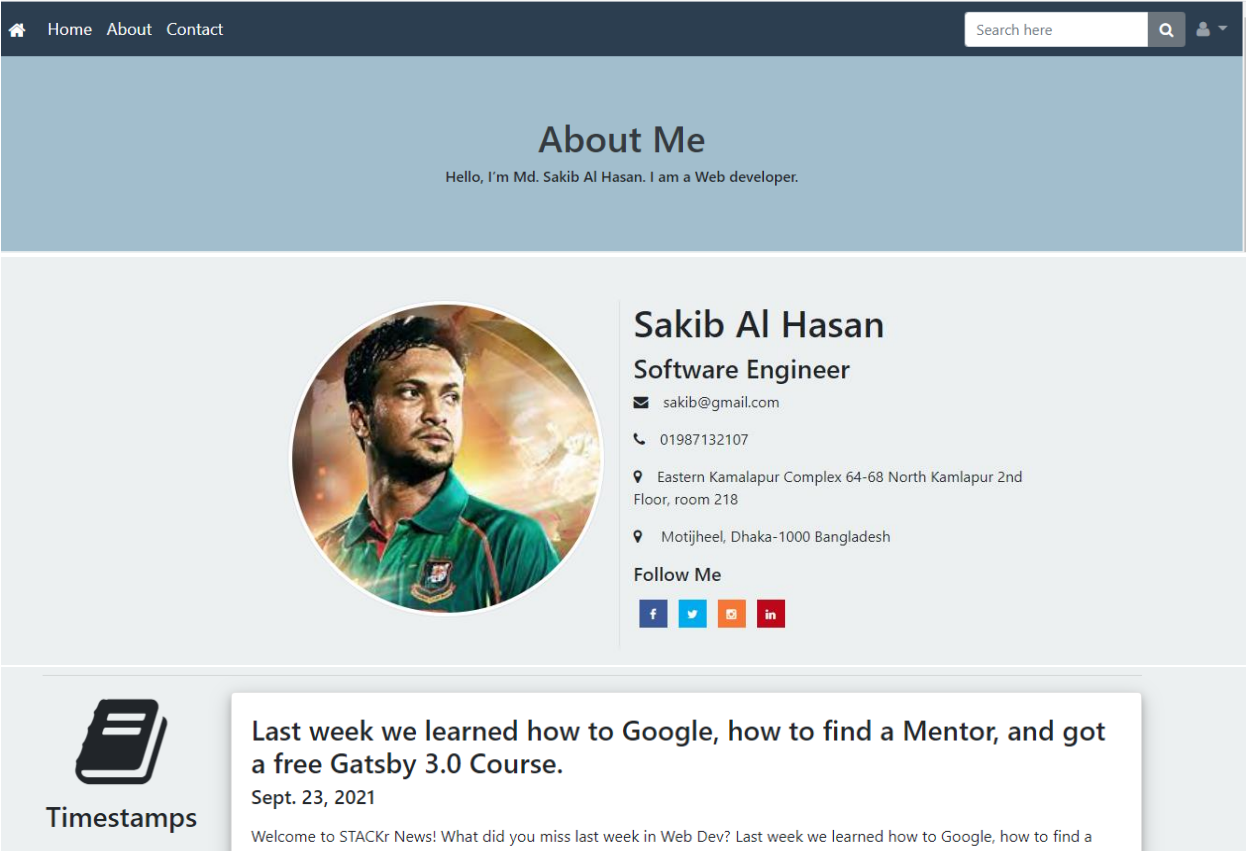 Home About Contact
Search here
About Me
Hello, I'm Md. Sakib Al Hasan. I am a Web developer.
Sakib Al Hasan
Software Engineer
sakib@gmail.com
01987132107
Eastern Kamalapur Complex 64-68 North Kamlapur 2nd
Floor, room 218
Motijheel, Dhaka-1000 Bangladesh
Follow Me
Timestamps
Last week we learned how to Google, how to find a Mentor, and got
a free Gatsby 3.0 Course.
Sept. 23, 2021
Welcome to STACKr News! What did you miss last week in Web Dev? Last week we learned how to Google, how to find a